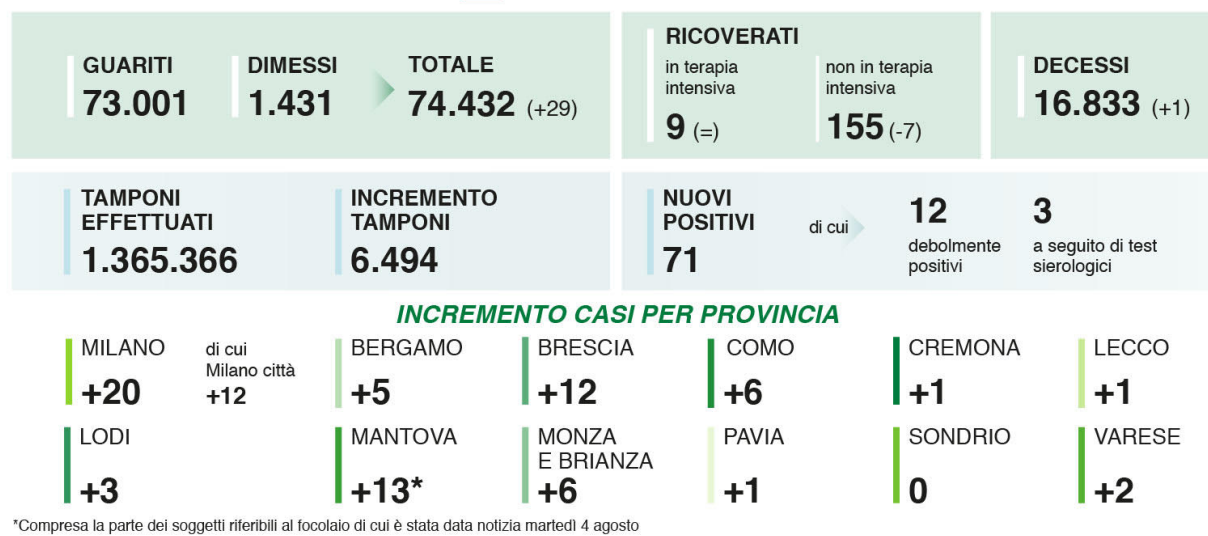 GUARITI
73.001
DIMESSI
1.431
TOTALE
74.432 (+29)
RICOVERATI
in terapia
intensiva
9 (=)
non in terapia
intensiva
155 (-7)
DECESSI
16.833 (+1)
TAMPONI
EFFETTUATI
1.365.366
INCREMENTO
TAMPONI
6.494
NUOVI
POSITIVI
71
di cui
12
debolmente
positivi
3
a seguito di test
sierologici
INCREMENTO CASI PER PROVINCIA
MILANO
+20
di cui
Milano città
+12
BERGAMO
+5
BRESCIA
+12
COMO
+6
CREMONA
+1
LECCO
+1
LODI
+3
MANTOVA
+13*
MONZA
E BRIANZA
+6
PAVIA
+1
SONDRIO
0
VARESE
+2
*Compresa la parte dei soggetti riferibili al focolaio di cui è stata data notizia martedì 4 agosto